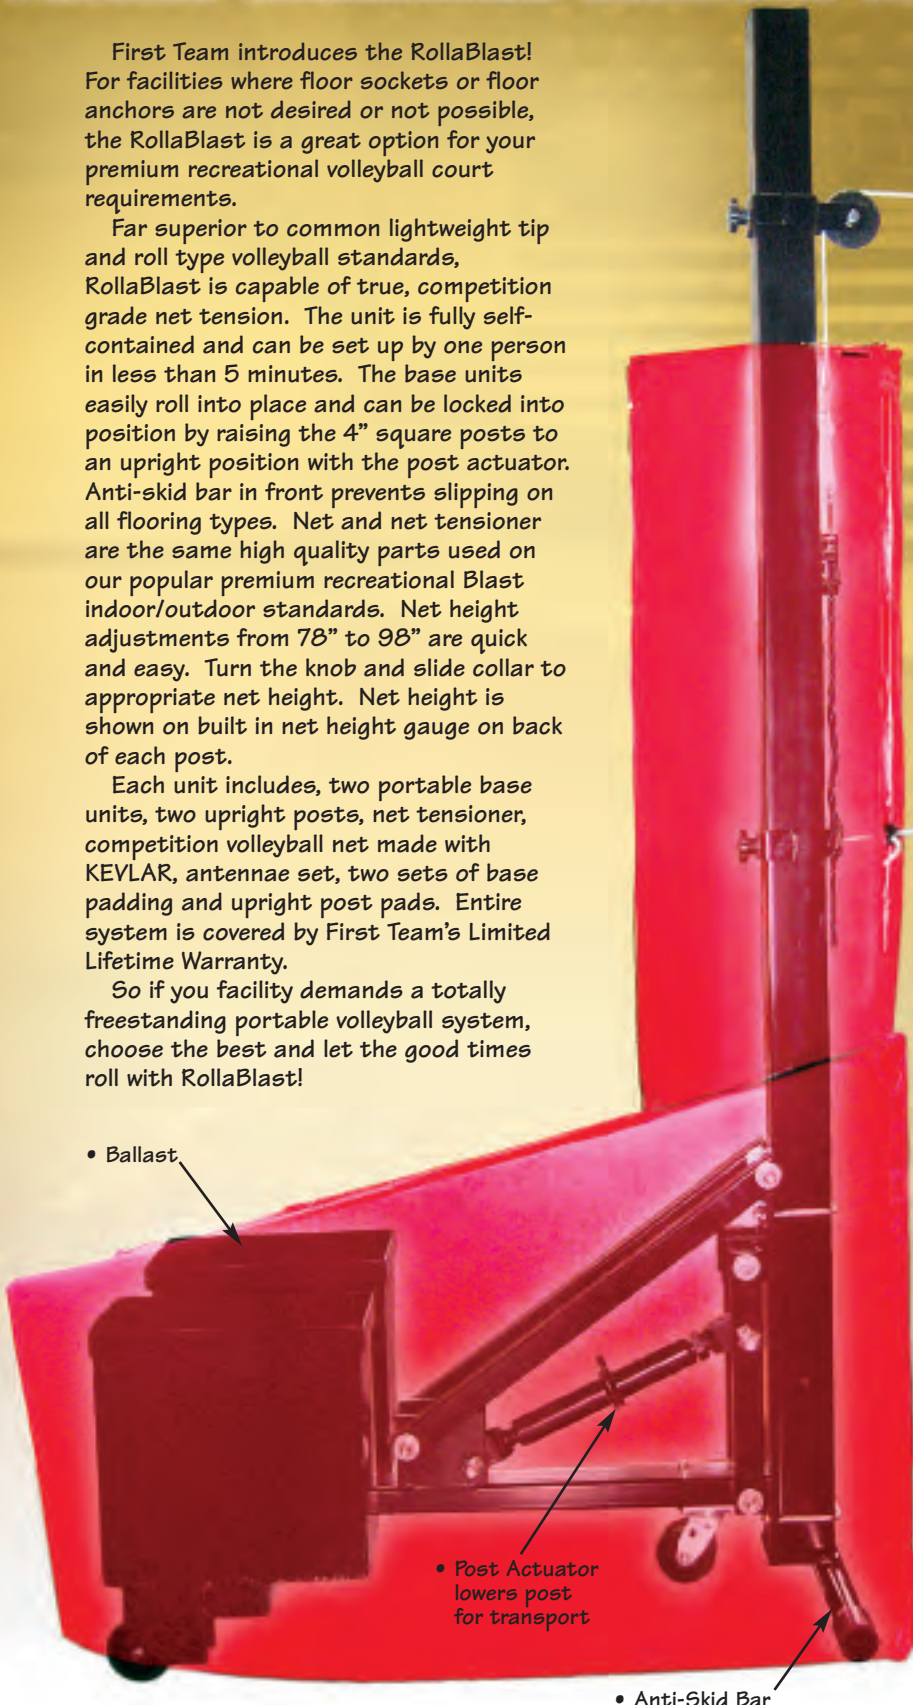 First Team introduces the RollaBlast!
For facilities where floor sockets or floor
anchors are not desired or not possible,
the RollaBlast is a great option for your
premium recreational volleyball court
requirements.
Far superior to common lightweight tip
and roll type volleyball standards,
RollaBlast is capable of true, competition
grade net tension.  The unit is fully self-
contained and can be set up by one person
in less than 5 minutes.  The base units
easily roll into place and can be locked into
position by raising the 4” square posts to
an upright position with the post actuator.
Anti-skid bar in front prevents slipping on
all flooring types.  Net and net tensioner
are the same high quality parts used on
our popular premium recreational Blast
indoor/outdoor standards.  Net height
adjustments from 78” to 98” are quick
and easy.  Turn the knob and slide collar to
appropriate net height.  Net height is
shown on built in net height gauge on back
of each post.
Each unit includes, two portable base
units, two upright posts, net tensioner,
competition volleyball net made with
KEVLAR, antennae set, two sets of base
padding and upright post pads.  Entire
system is covered by First Team’s Limited
Lifetime Warranty.
So if you facility demands a totally
freestanding portable volleyball system,
choose the best and let the good times
roll with RollaBlast!
• Ballast
• Post Actuator
lowers post
for transport
• Anti-Skid Bar